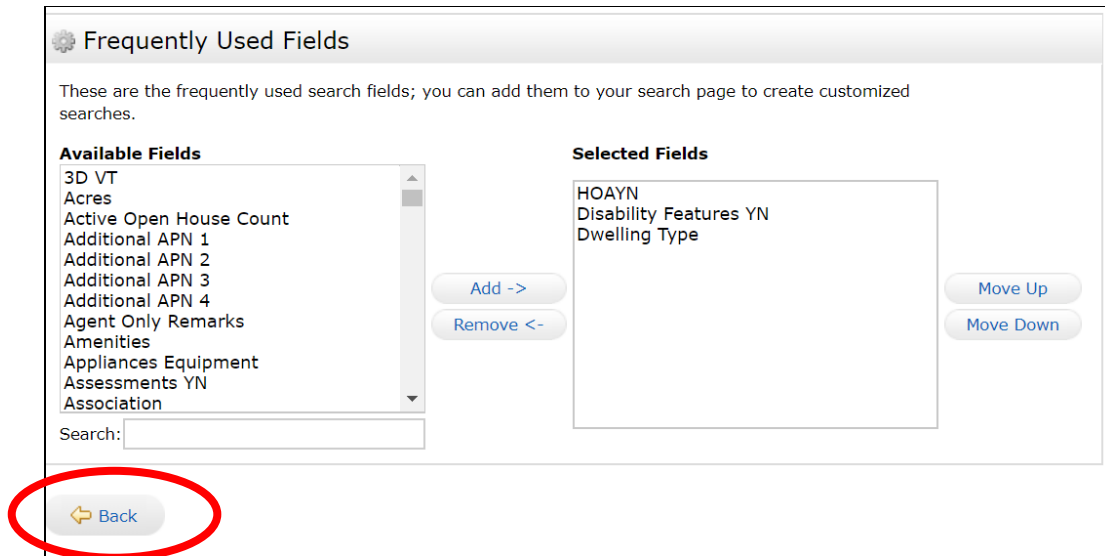 Frequently Used Fields
These are the frequently used search fields; you can add them to your search page to create customized
searches.
Available Fields
3D VT
Acres
Active Open House Count
Additional APN 1
Additional APN 2
Additional APN 3
Additional APN 4
Agent Only Remarks
Amenities
Appliances Equipment
Assessments YN
Association
Search:
Add ->
Remove <-
Selected Fields
HOAYN
Disability Features YN
Dwelling Type
Move Up
Move Down
Back